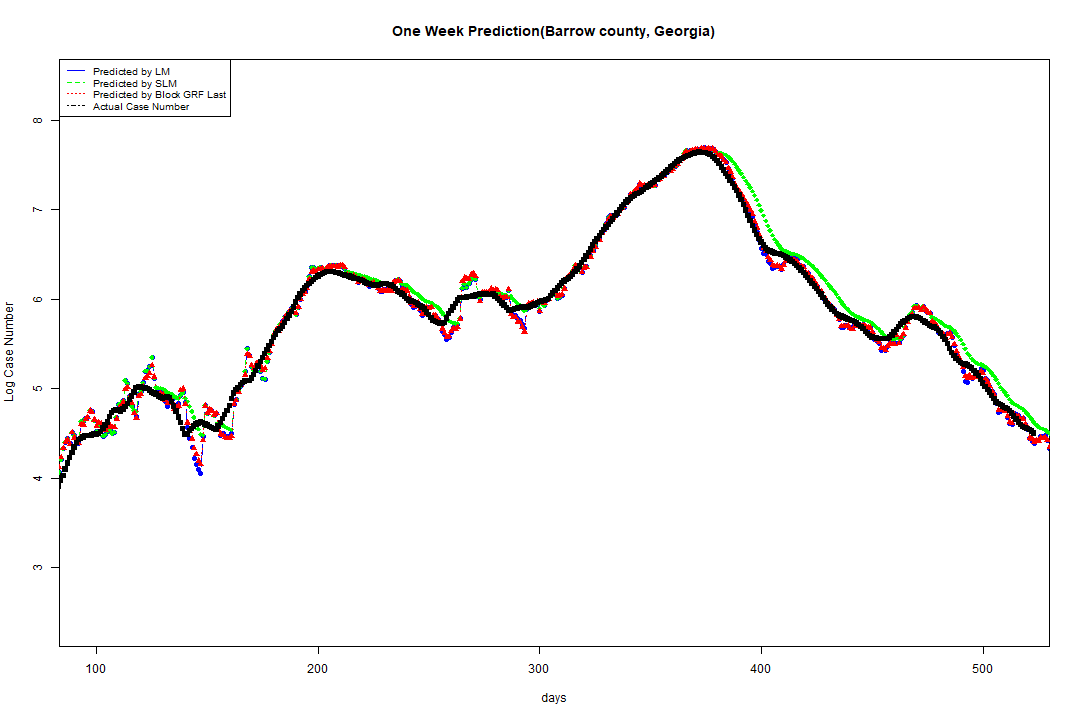 One Week Prediction(Barrow county, Georgia)
Predicted by LM
Predicted by SLM
Predicted by Block GRF Last
Actual Case Number
8
7
6
5
4
3
Log Case Number
100 200 300 400 500
days